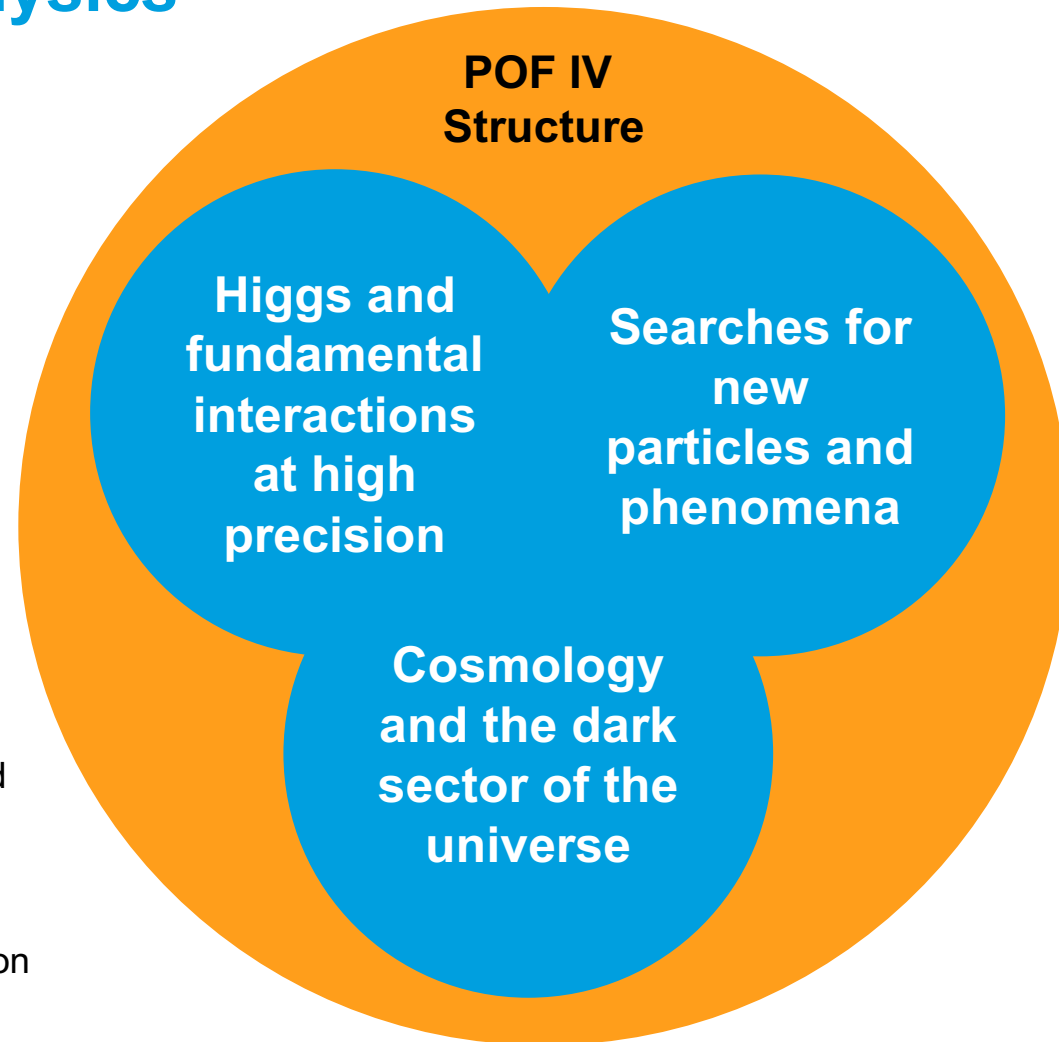 POF IV
Structure
Higgs and
fundamental
interactions
at high
precision
Searches for
new
particles and
phenomena
Cosmology
and the dark
sector of the
universe